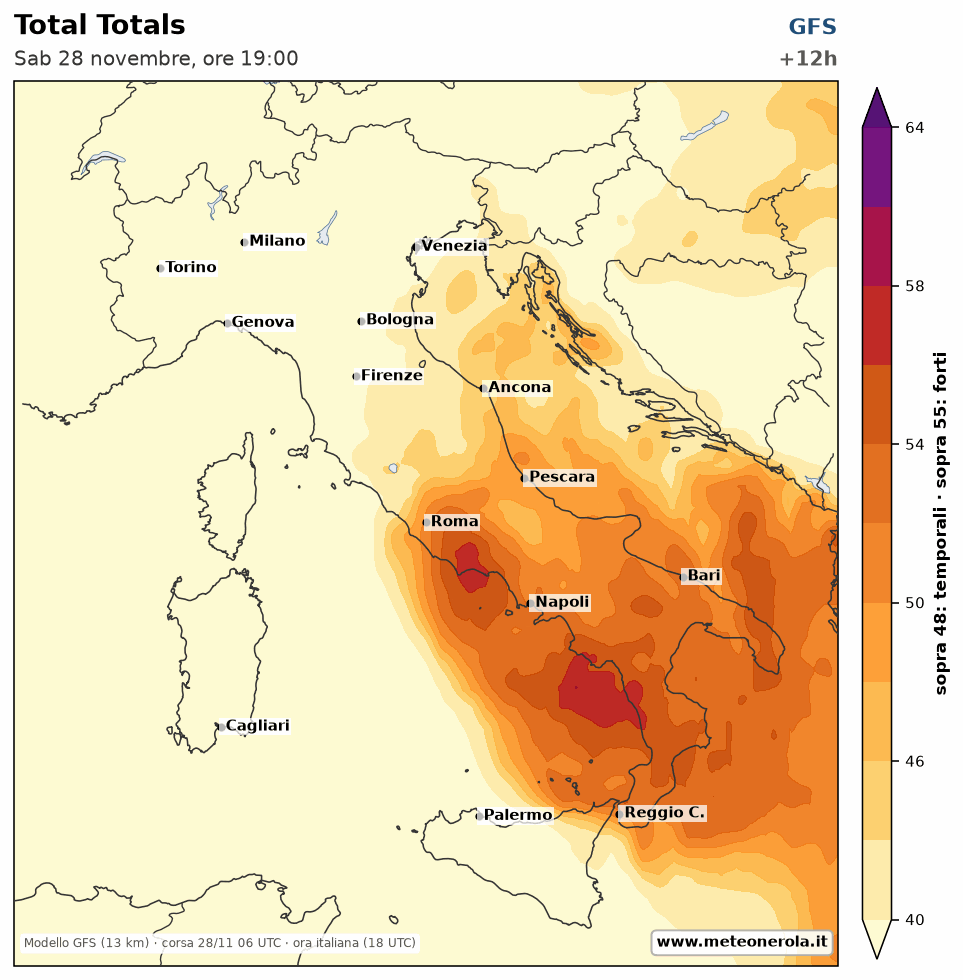 Total Totals
GFS
Sab 28 novembre, ore 19:00
+12h
Milano
Venezia
Torino
Bologna
Genova
Firenze
Ancona
Pescara
Roma
Bari
Napoli
Cagliari
Palermo
Reggio C.
64
58
54
50
46
40
sopra 48: temporali · sopra 55: forti
Modello GFS (13 km) · corsa 28/11 06 UTC · ora italiana (18 UTC)
www.meteonerola.it